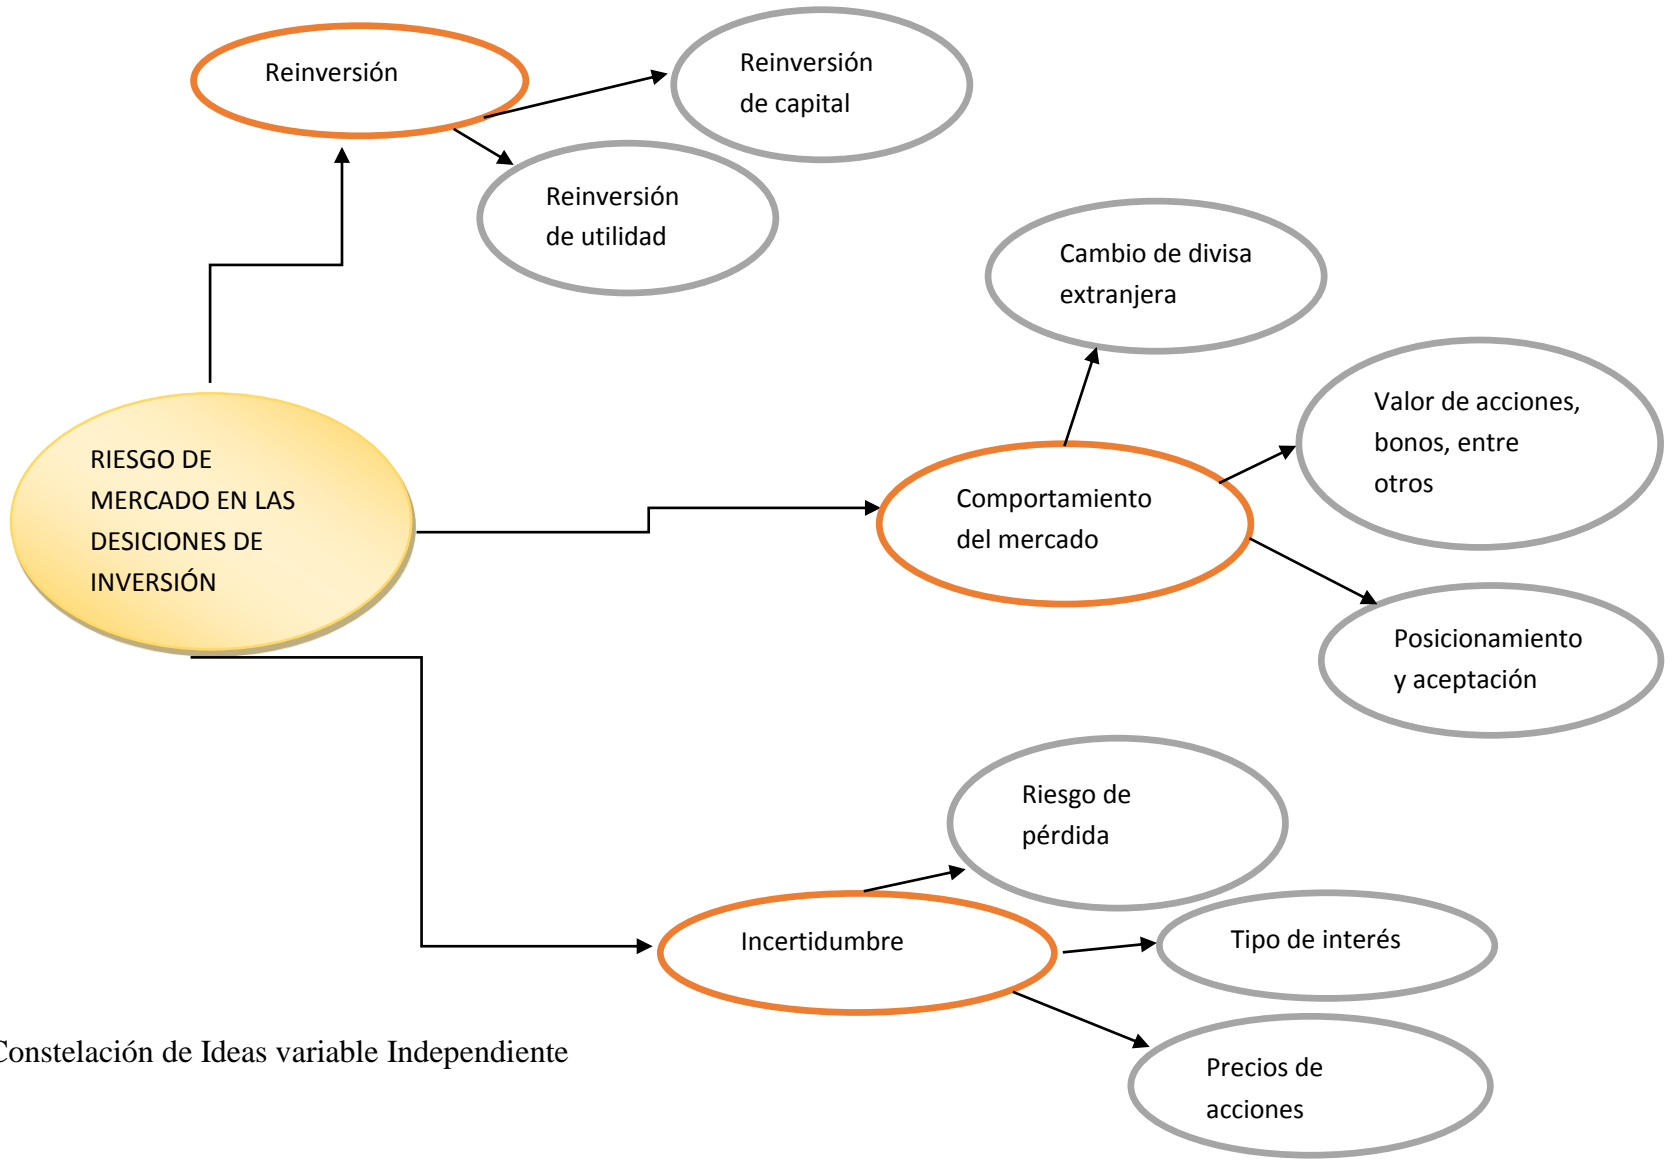 Reinversión
Reinversión
de capital
Reinversión
de utilidad
Cambio de divisa
extranjera
Valor de acciones,
bonos, entre
otros
RIESGO DE
MERCADO EN LAS
DESICIONES DE
INVERSIÓN
Comportamiento
del mercado
Posicionamiento
y aceptación
Riesgo de
pérdida
Incertidumbre
Tipo de interés
Precios de
acciones
Constelación de Ideas variable Independiente